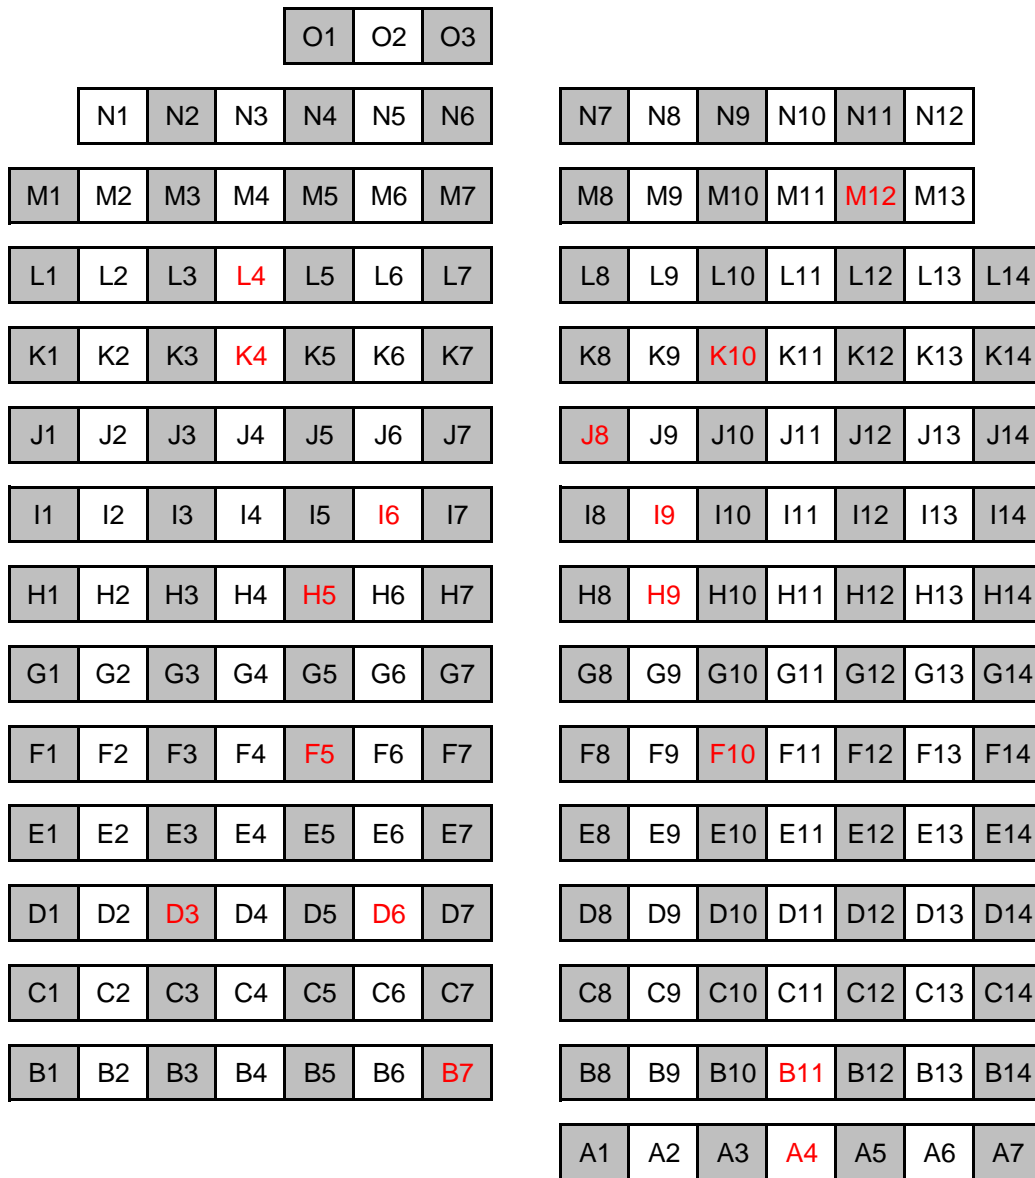 O1 O2 O3
N1 N2 N3 N4 N5 N6 N7 N8 N9 N10 N11 N12
M1 M2 M3 M4 M5 M6 M7 M8 M9 M10 M11 M12 M13
L1 L2 L3 L4 L5 L6 L7 L8 L9 L10 L11 L12 L13 L14
K1 K2 K3 K4 K5 K6 K7 K8 K9 K10 K11 K12 K13 K14
J1 J2 J3 J4 J5 J6 J7 J8 J9 J10 J11 J12 J13 J14
I1 I2 I3 I4 I5 I6 I7 I8 I9 I10 I11 I12 I13 I14
H1 H2 H3 H4 H5 H6 H7 H8 H9 H10 H11 H12 H13 H14
G1 G2 G3 G4 G5 G6 G7 G8 G9 G10 G11 G12 G13 G14
F1 F2 F3 F4 F5 F6 F7 F8 F9 F10 F11 F12 F13 F14
E1 E2 E3 E4 E5 E6 E7 E8 E9 E10 E11 E12 E13 E14
D1 D2 D3 D4 D5 D6 D7 D8 D9 D10 D11 D12 D13 D14
C1 C2 C3 C4 C5 C6 C7 C8 C9 C10 C11 C12 C13 C14
B1 B2 B3 B4 B5 B6 B7 B8 B9 B10 B11 B12 B13 B14
A1 A2 A3 A4 A5 A6 A7